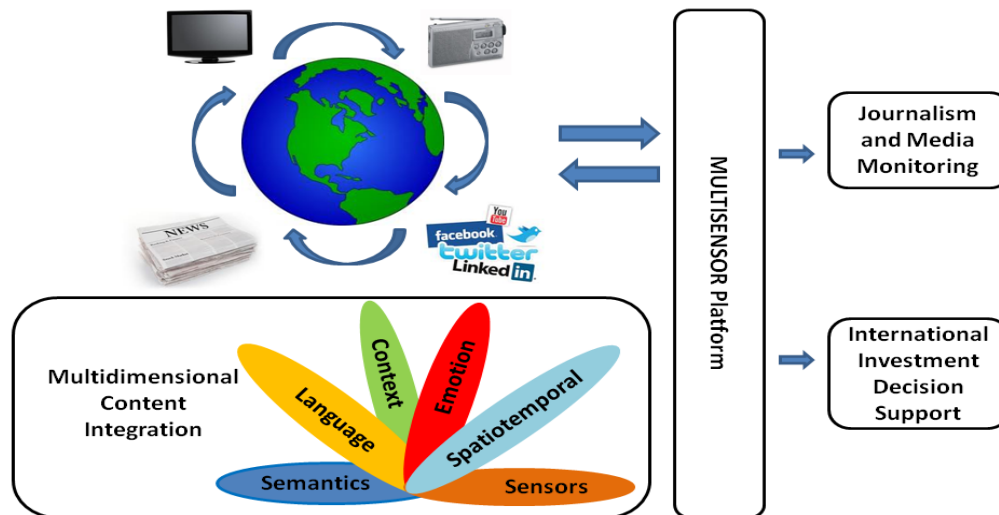 NEWS
You
Tube
facebook
twitter
Linked in
MULTISENSOR Platform
Journalism
and Media
Monitoring
International
Investment
Decision
Support
Multidimensional
Content
Integration
Semantics
Language
Context
Emotion
Spatiotemporal
Sensors